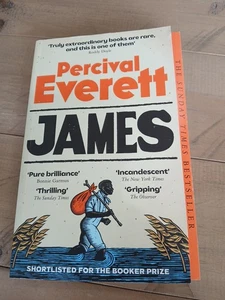 'Truly extraordinary books are rare,
and this is one of them'
Roddy Doyle
Percival
Everett
JAMES
'Pure brilliance'
Bonnie Garmus
'Incandescent'
The New York Times
'Thrilling'
The Sunday Times
'Gripping'
The Observer
SHORTLISTED FOR THE BOOKER PRIZE
THE SUNDAY TIMES BESTSELLER